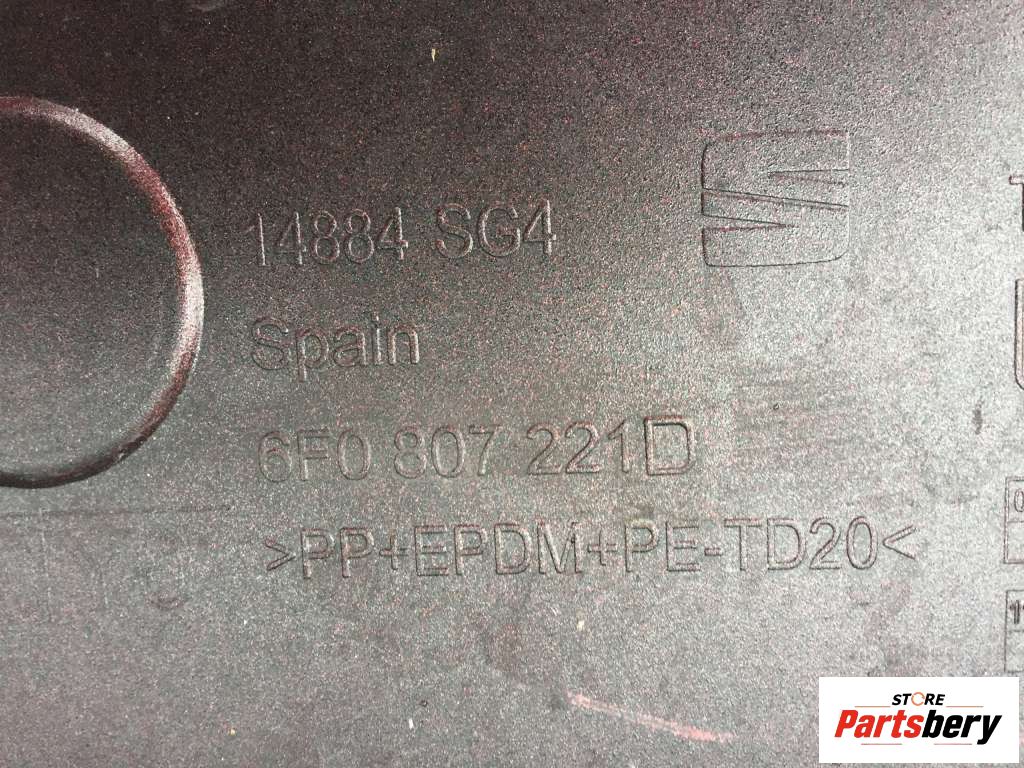 14884 SG4
Spain
6F0 807 221D
>PP+EPDM+PE-TD20<
STORE
Partsbery